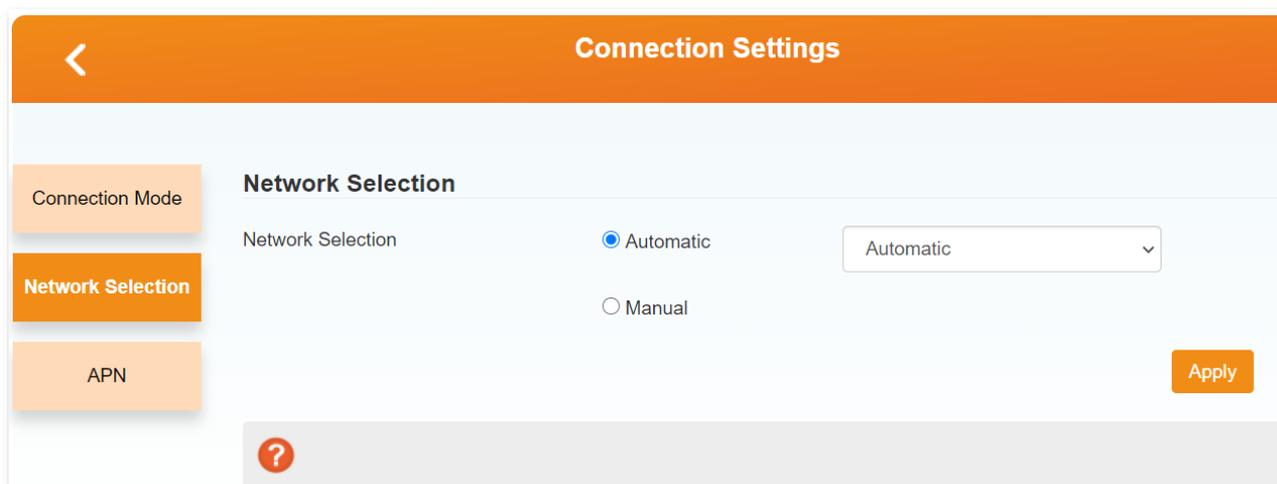 Connection Settings
Connection Mode
Network Selection
APN
Network Selection
Network Selection
Automatic
Automatic
Manual
Apply
?